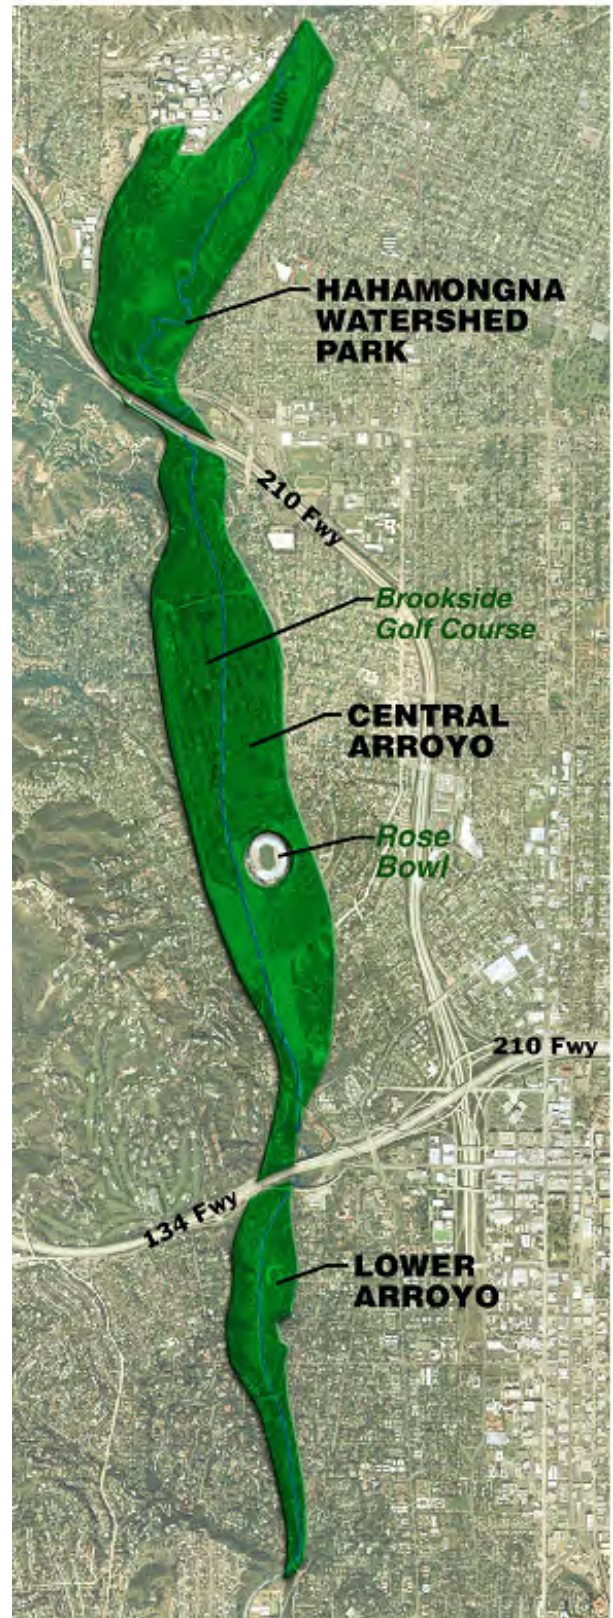 HAHAMONGNA
WATERSHED
PARK
210 Fwy
Brookside
Golf Course
CENTRAL
ARROYO
Rose
Bowl
210 Fwy
134 Fwy
LOWER
ARROYO